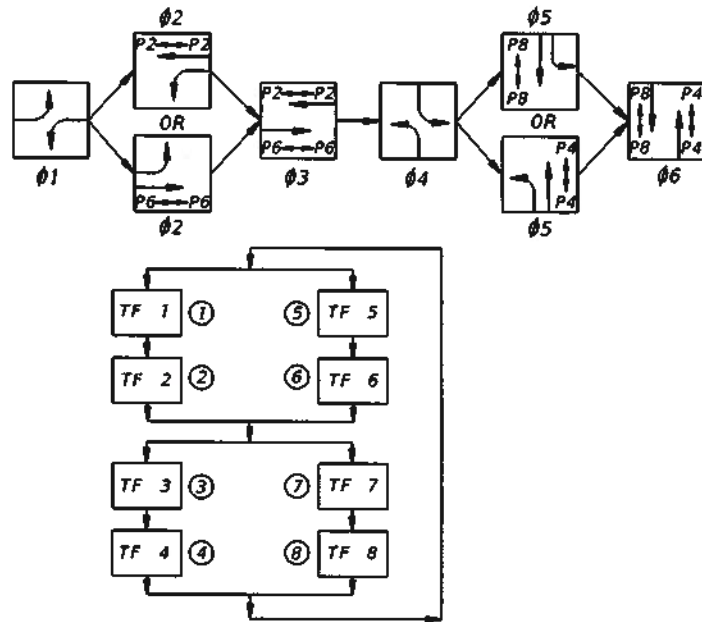 φ2
φ5
P2 P2
P8
P8
OR
P2 P2
P6 P6
OR
P8 P4
P8 P4
φ1
P6 P6
φ2
φ3
φ4
P4
P4
φ5
φ6
TF 1 ① ⑤ TF 5
TF 2 ② ⑥ TF 6
TF 3 ③ ⑦ TF 7
TF 4 ④ ⑧ TF 8